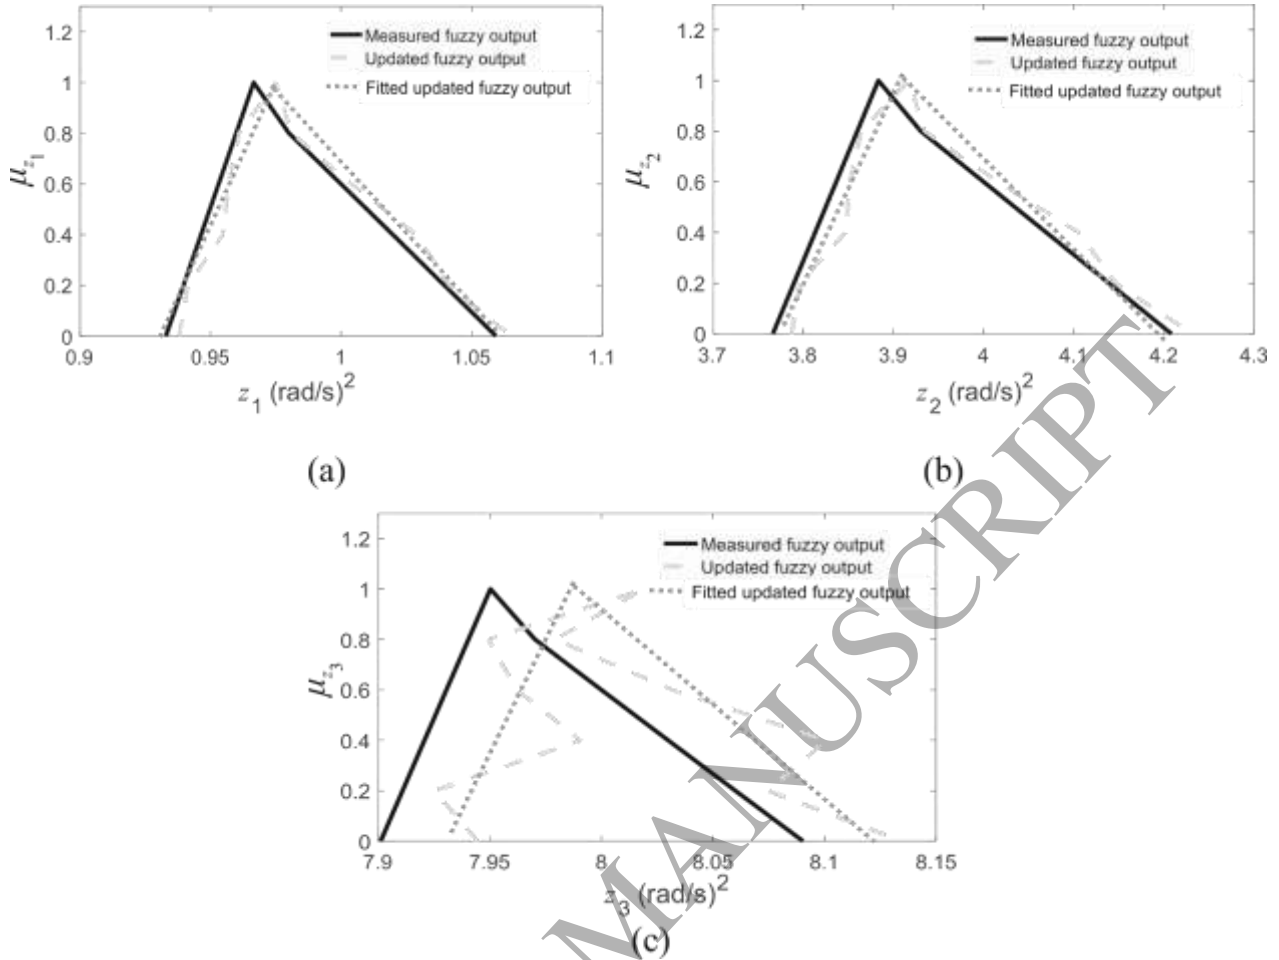 1.2
1
0.8
0.6
0.4
0.2
0
μz1
0.9
0.95
1
1.05
1.1
z1 (rad/s)2
Measured fuzzy output
Updated fuzzy output
Fitted updated fuzzy output
(a)
1.2
1
0.8
0.6
0.4
0.2
0
μz2
3.7
3.8
3.9
4
4.1
4.2
4.3
z2 (rad/s)2
Measured fuzzy output
Updated fuzzy output
Fitted updated fuzzy output
(b)
1.2
1
0.8
0.6
0.4
0.2
0
μz3
7.9
7.95
8
8.05
8.1
8.15
z3 (rad/s)2
Measured fuzzy output
Updated fuzzy output
Fitted updated fuzzy output
(c)
MANUSCRIPT